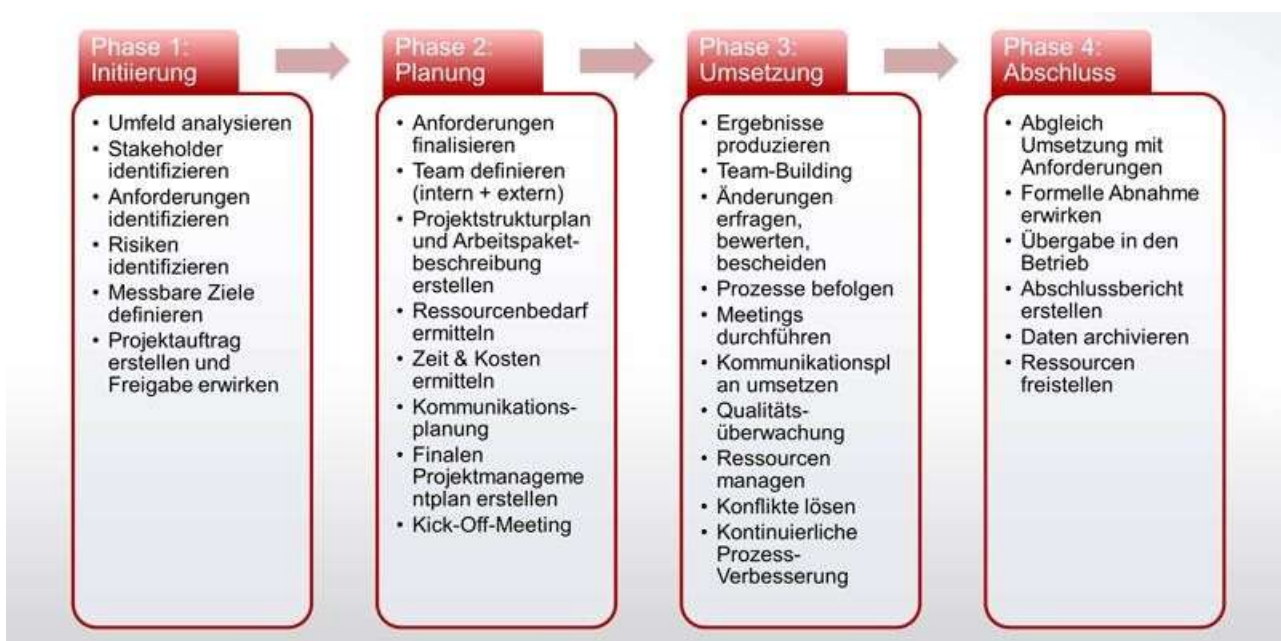 Phase 1:
Initiierung
• Umfeld analysieren
• Stakeholder
identifizieren
• Anforderungen
identifizieren
• Risiken
identifizieren
• Messbare Ziele
definieren
• Projektauftrag
erstellen und
Freigabe erwirken
Phase 2:
Planung
• Anforderungen
finalisieren
• Team definieren
(intern + extern)
• Projektstrukturplan
und Arbeitspaket-
beschreibung
erstellen
• Ressourcenbedarf
ermitteln
• Zeit & Kosten
ermitteln
• Kommunikations-
planung
• Finalen
Projektmanageme
ntplan erstellen
• Kick-Off-Meeting
Phase 3:
Umsetzung
• Ergebnisse
produzieren
• Team-Building
• Änderungen
erfragen,
bewerten,
bescheiden
• Prozesse befolgen
• Meetings
durchführen
• Kommunikationspl
an umsetzen
• Qualitäts-
überwachung
• Ressourcen
managen
• Konflikte lösen
• Kontinuierliche
Prozess-
Verbesserung
Phase 4:
Abschluss
• Abgleich
Umsetzung mit
Anforderungen
• Formelle Abnahme
erwirken
• Übergabe in den
Betrieb
• Abschlussbericht
erstellen
• Daten archivieren
• Ressourcen
freistellen